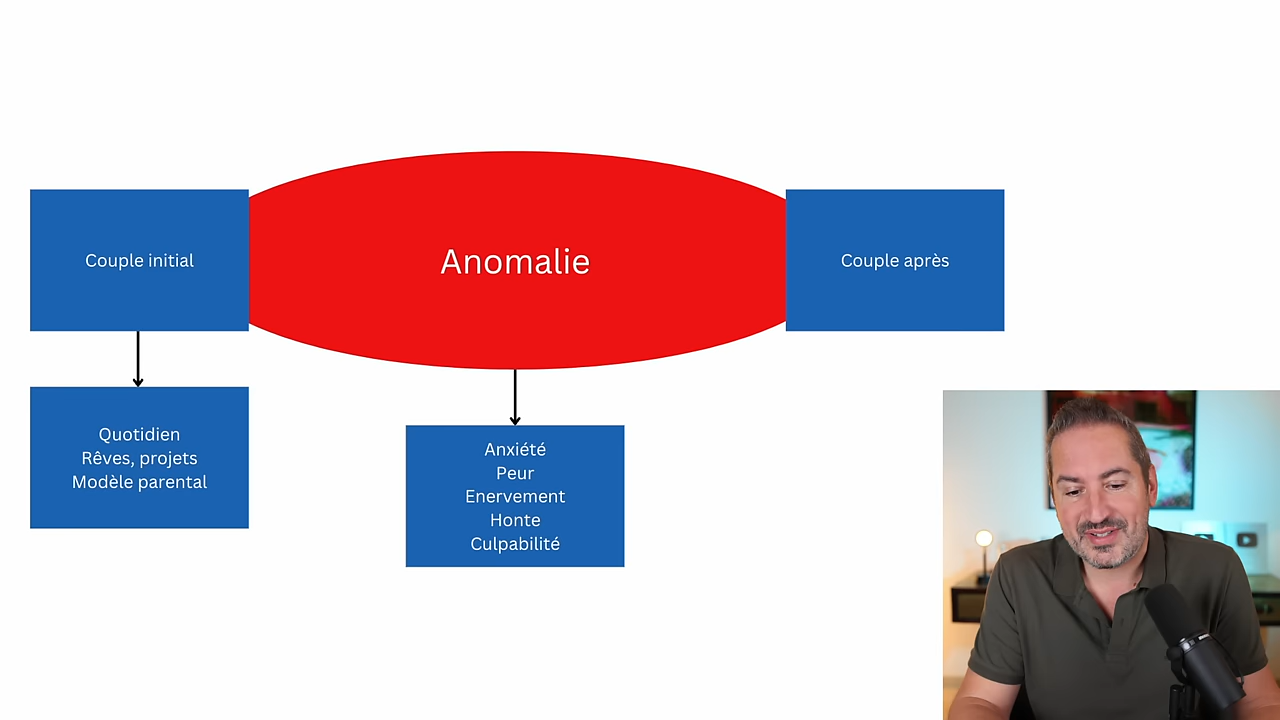 Couple initial
Anomalie
Couple après
Quotidien
Rêves, projets
Modèle parental
Anxiété
Peur
Enervement
Honte
Culpabilité